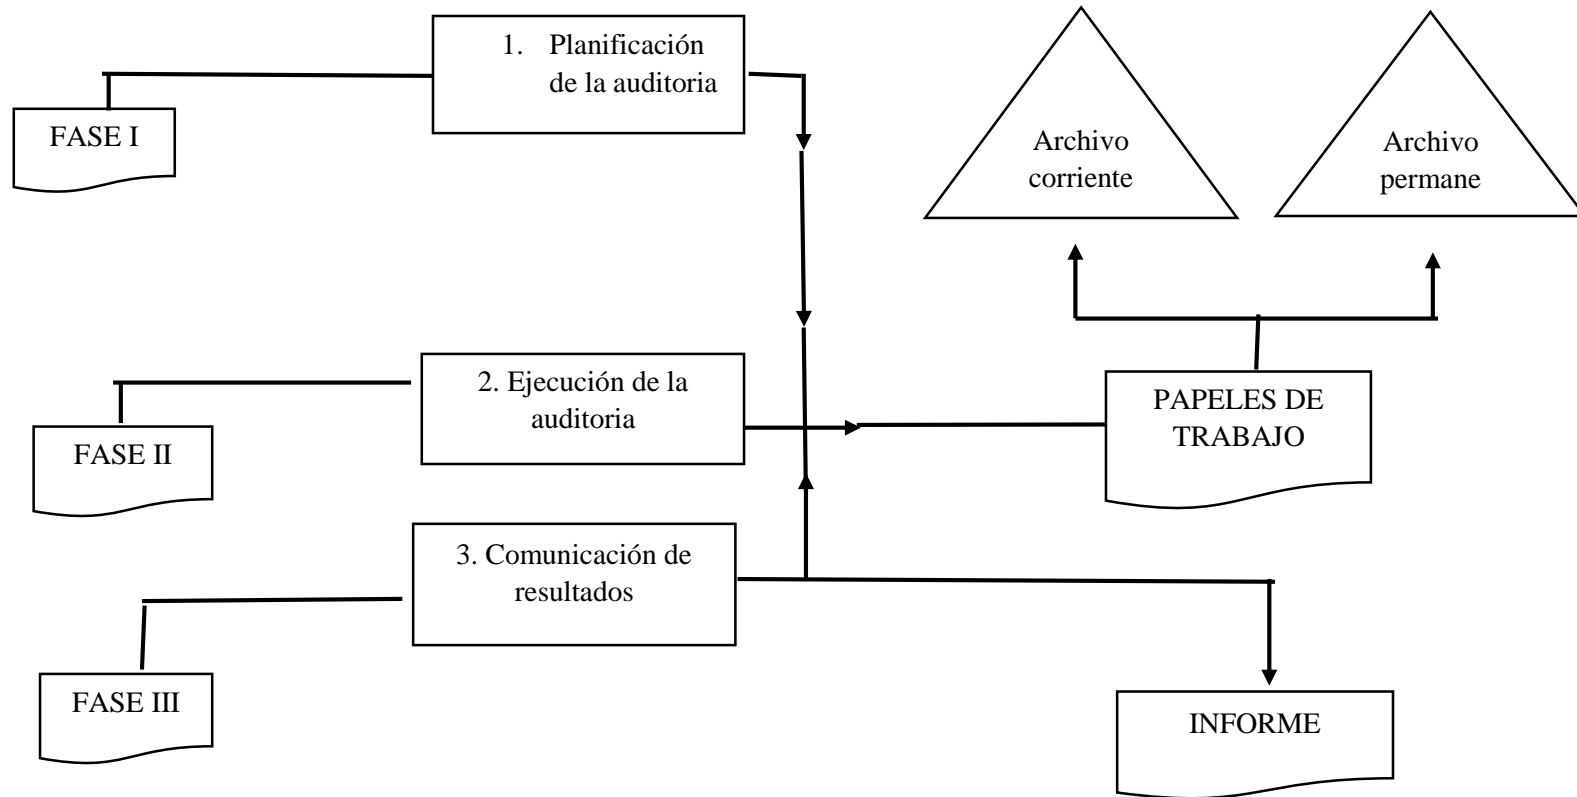 1. Planificación
de la auditoria
FASE I
Archivo
corriente
Archivo
permane
2. Ejecución de la
auditoria
FASE II
PAPELES DE
TRABAJO
3. Comunicación de
resultados
FASE III
INFORME